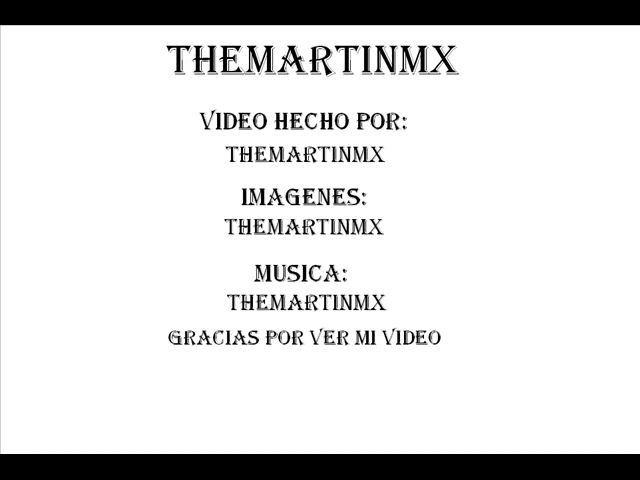 THEMARTINMX
VIDEO HECHO POR:
THEMARTINMX
IMAGENES:
THEMARTINMX
MUSICA:
THEMARTINMX
GRACIAS POR VER MI VIDEO